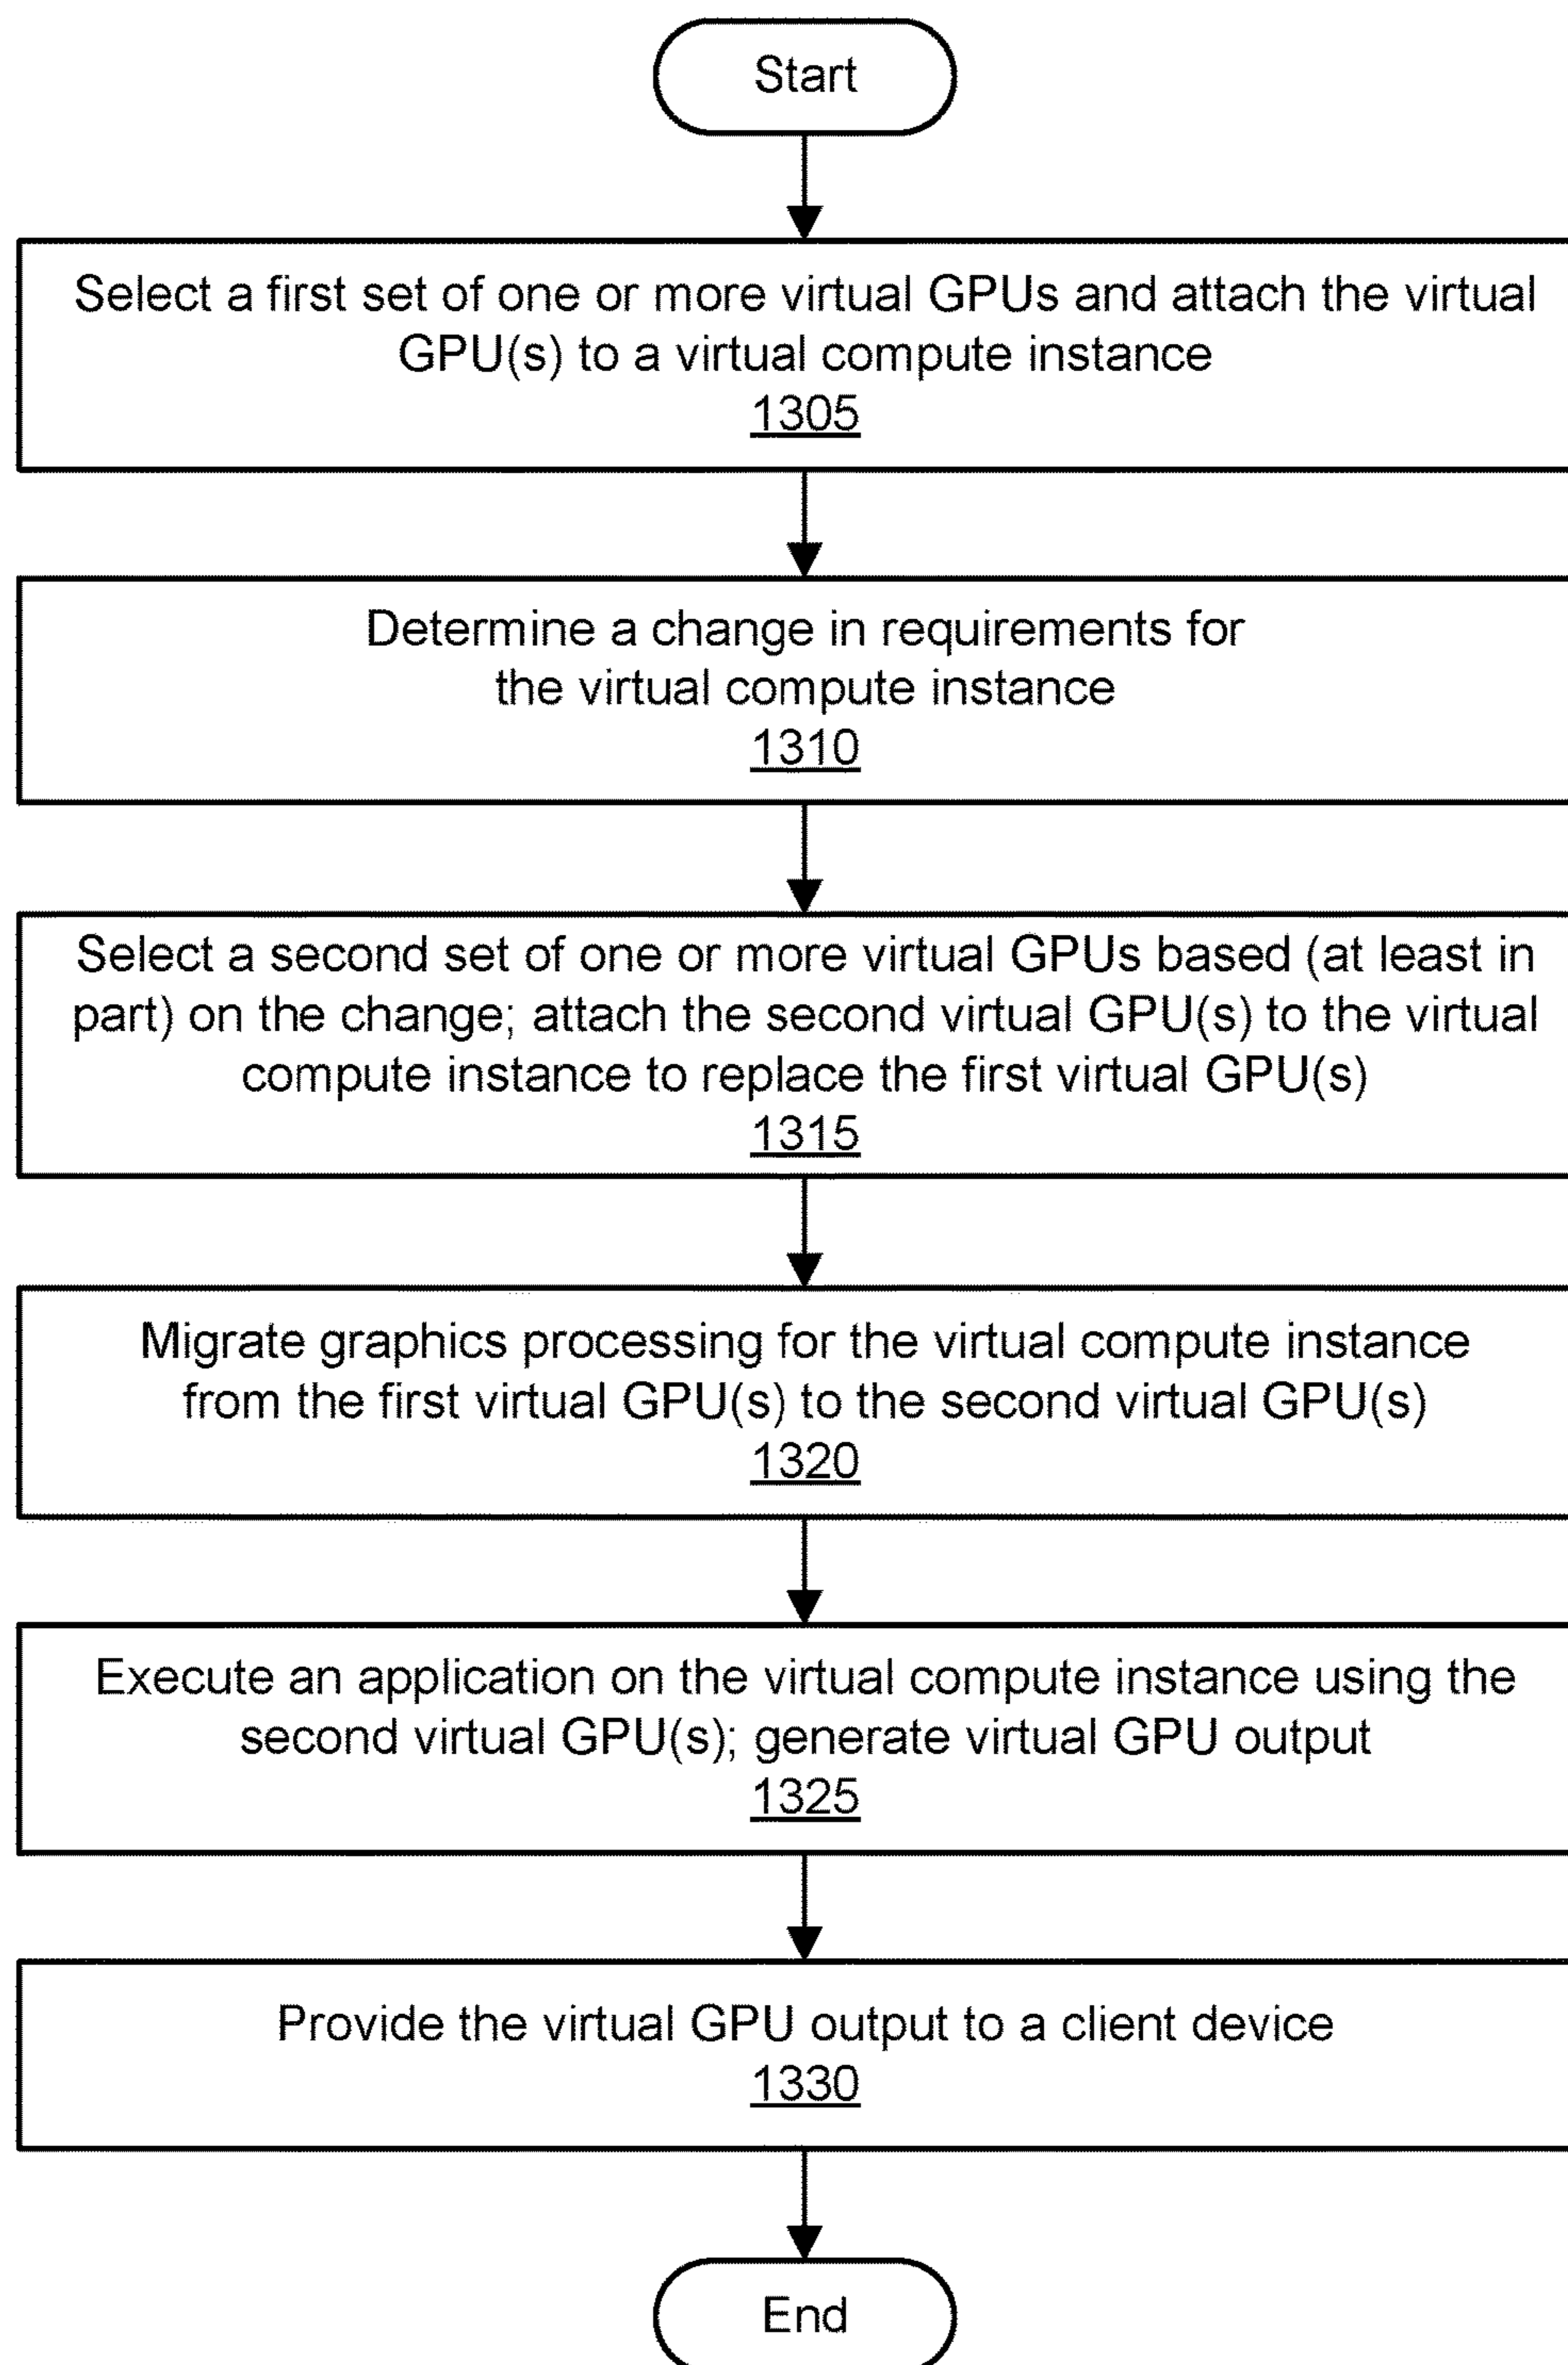 Start
Select a first set of one or more virtual GPUs and attach the virtual
GPU(s) to a virtual compute instance
1305
Determine a change in requirements for
the virtual compute instance
1310
Select a second set of one or more virtual GPUs based (at least in
part) on the change; attach the second virtual GPU(s) to the virtual
compute instance to replace the first virtual GPU(s)
1315
Migrate graphics processing for the virtual compute instance
from the first virtual GPU(s) to the second virtual GPU(s)
1320
Execute an application on the virtual compute instance using the
second virtual GPU(s); generate virtual GPU output
1325
Provide the virtual GPU output to a client device
1330
End